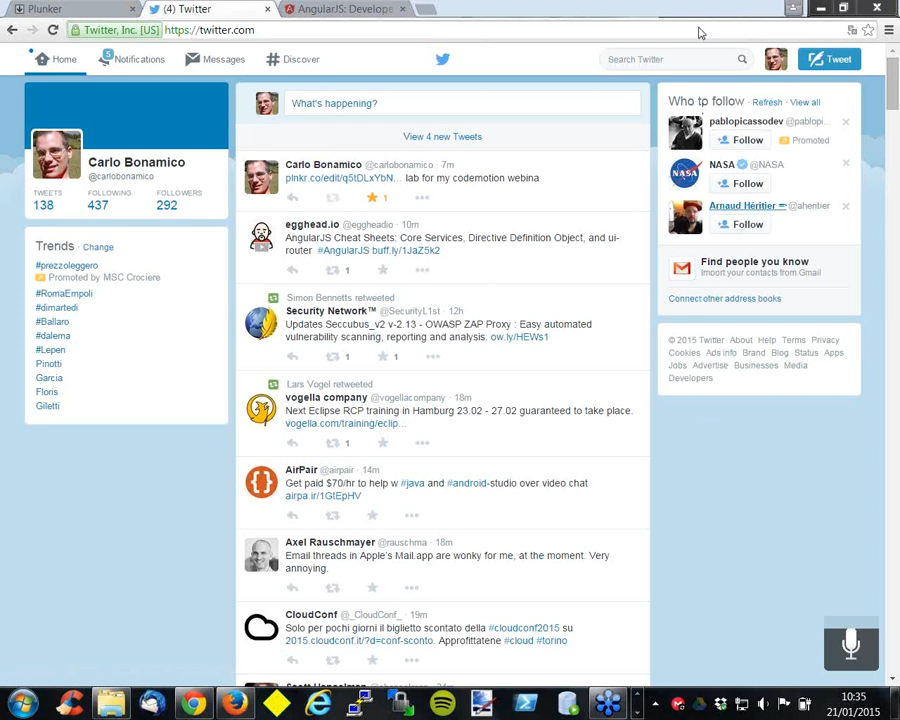 Plunker
(4) Twitter
AngularJS: Develope
Twitter, Inc. [US]
https://twitter.com
Home
5
Notifications
Messages
Discover
Search Twitter
Tweet
Carlo Bonamico
@carlobonamico
TWEETS FOLLOWING FOLLOWERS
138 437 292
Trends · Change
#prezzoleggero
Promoted by MSC Crociere
#RomaEmpoli
#dimartedi
#Ballaro
#dalema
#Lepen
Pinotti
Garcia
Floris
Giletti
What's happening?
View 4 new Tweets
Carlo Bonamico @carlobonamico · 7m
plnkr.co/edit/q5tDLxYbN... lab for my codemotion webina
1
egghead.io @eggheadio · 10m
AngularJS Cheat Sheets: Core Services, Directive Definition Object, and ui-
router #AngularJS buff.ly/1JaZ5k2
1
Simon Bennetts retweeted
Security Network™ @SecurityL1st · 12h
Updates Seccubus_v2 v-2.13 - OWASP ZAP Proxy : Easy automated
vulnerability scanning, reporting and analysis. ow.ly/HEWs1
1 1
Lars Vogel retweeted
vogella company @vogellacompany · 18m
Next Eclipse RCP training in Hamburg 23.02 - 27.02 guaranteed to take place.
vogella.com/training/eclip...
1
AirPair @airpair · 14m
Get paid $70/hr to help w #java and #android-studio over video chat
airpa.ir/1GtEpHV
Axel Rauschmayer @rauschma · 18m
Email threads in Apple's Mail.app are wonky for me, at the moment. Very
annoying.
CloudConf @_CloudConf_ · 19m
Solo per pochi giorni il biglietto scontato della #cloudconf2015 su
2015.cloudconf.it/?d=conf-sconto. Approfittatene #cloud #torino
Who to follow · Refresh · View all
pablopicassodev @pablopi...
Follow
Promoted
NASA @NASA
Follow
Arnaud Héritier @aheritier
Follow
Find people you know
Import your contacts from Gmail
Connect other address books
© 2015 Twitter About Help Terms Privacy
Cookies Ads info Brand Blog Status Apps
Jobs Advertise Businesses Media
Developers
10:35
21/01/2015